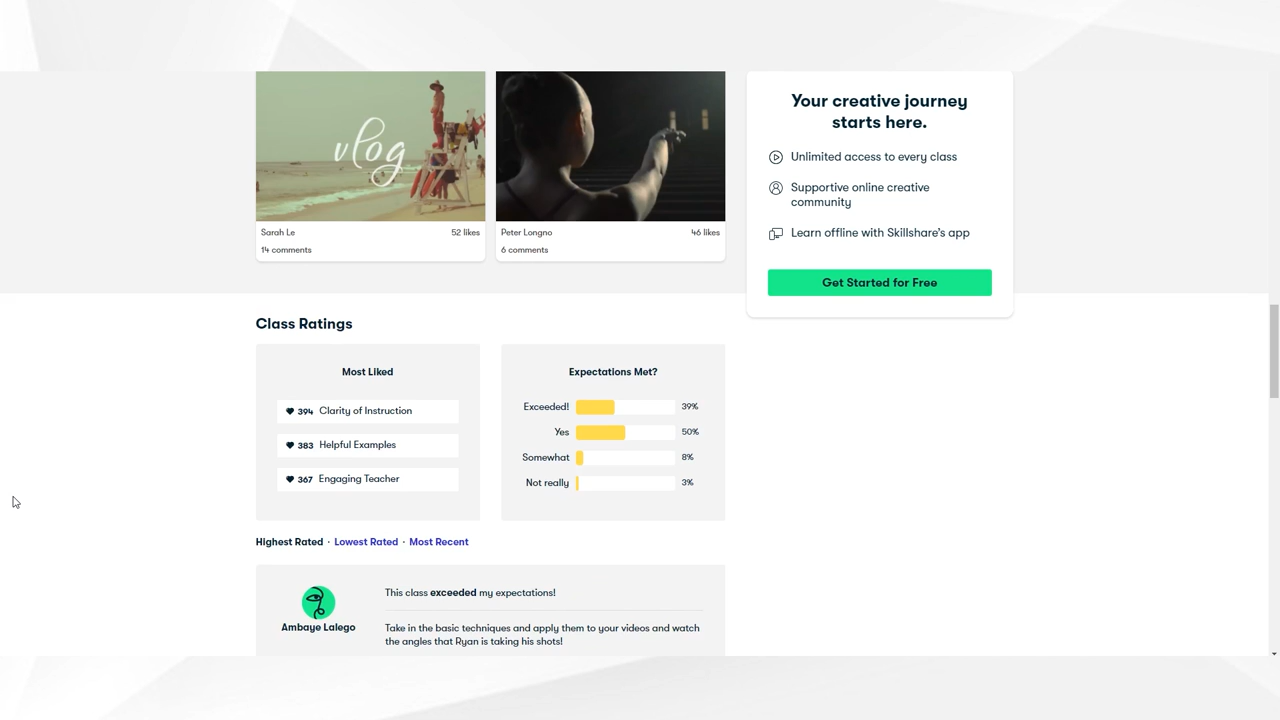 vlog
Sarah Le 52 likes
14 comments
Peter Longno 46 likes
6 comments
Your creative journey
starts here.
Unlimited access to every class
Supportive online creative
community
Learn offline with Skillshare's app
Get Started for Free
Class Ratings
Most Liked
394 Clarity of Instruction
383 Helpful Examples
367 Engaging Teacher
Expectations Met?
Exceeded! 39%
Yes 50%
Somewhat 8%
Not really 3%
Highest Rated · Lowest Rated · Most Recent
Ambaye Lalego
This class exceeded my expectations!
Take in the basic techniques and apply them to your videos and watch
the angles that Ryan is taking his shots!